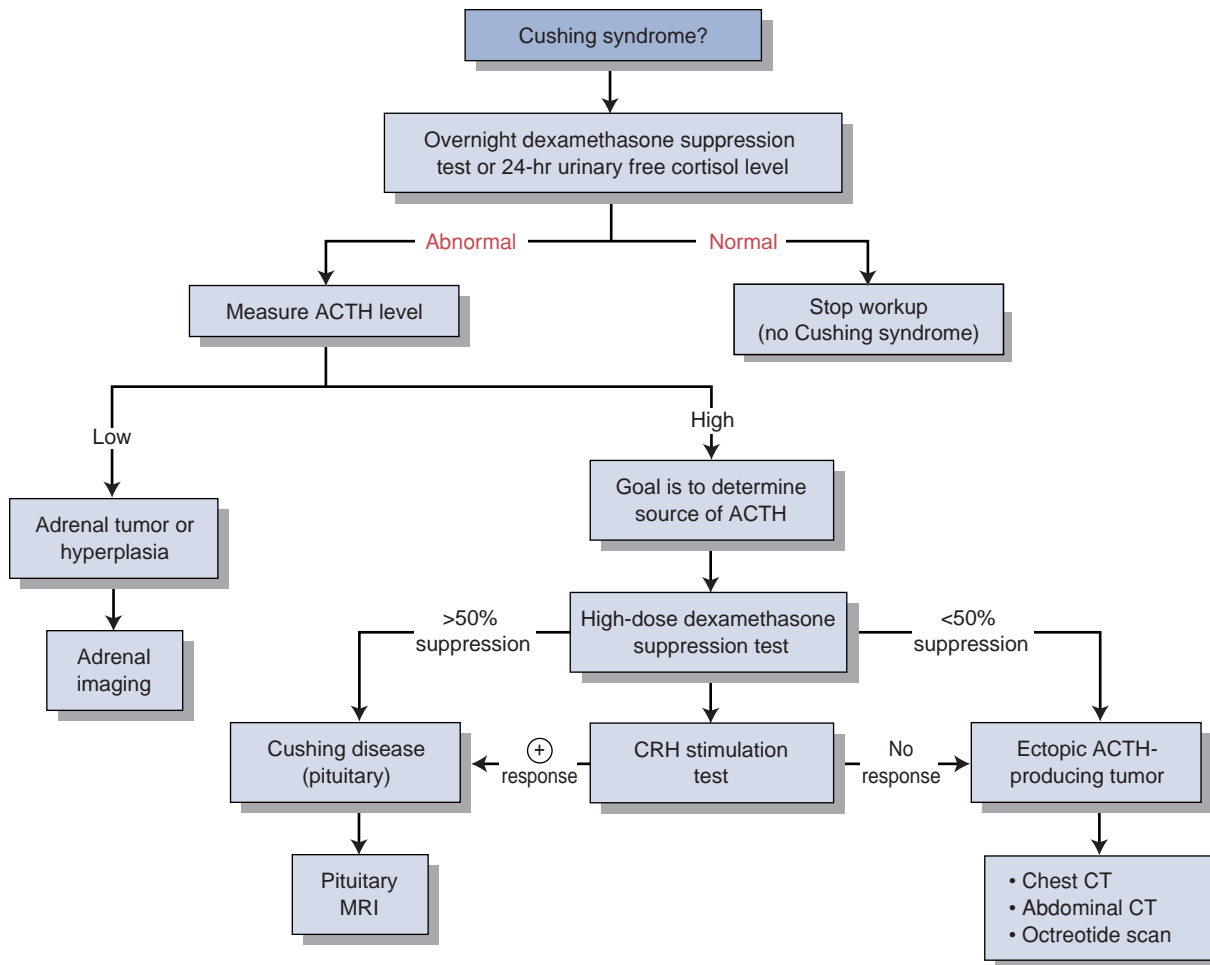 Cushing syndrome?
Overnight dexamethasone suppression
test or 24-hr urinary free cortisol level
Abnormal
Normal
Measure ACTH level
Stop workup
(no Cushing syndrome)
Low
High
Adrenal tumor or
hyperplasia
Goal is to determine
source of ACTH
Adrenal
imaging
>50%
suppression
High-dose dexamethasone
suppression test
<50%
suppression
Cushing disease
(pituitary)
+
response
CRH stimulation
test
No
response
Ectopic ACTH-
producing tumor
Pituitary
MRI
• Chest CT
• Abdominal CT
• Octreotide scan